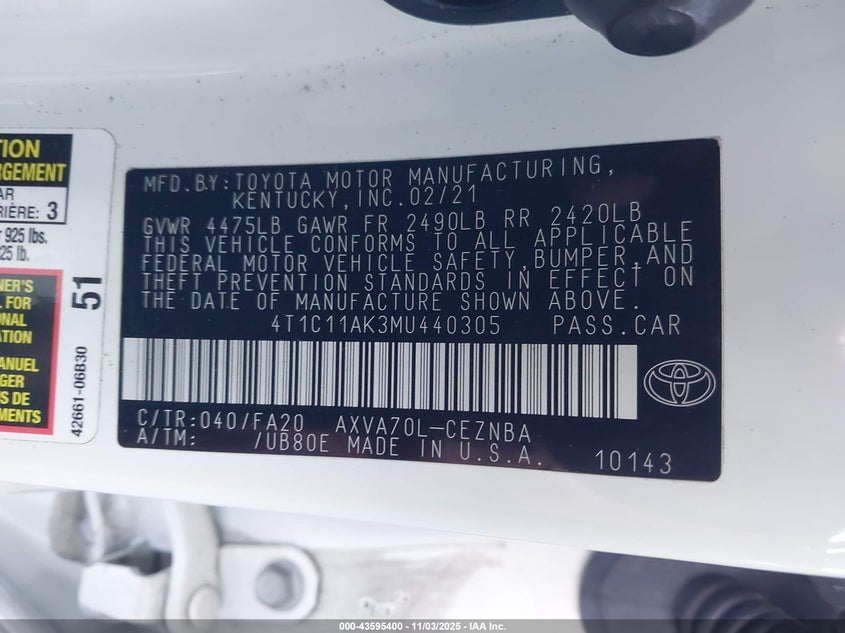 TION
RGEMENT
AR
RIÈRE: 3
925 lbs.
25 lb.
NER'S
FOR
ONAL
ATION
MANUEL
GER
US DE
EMENTS
51
42661-06B30
MFD.BY:TOYOTA MOTOR MANUFACTURING,
KENTUCKY,INC.02/21
GVWR 4475LB GAWR FR 2490LB RR 2420LB
THIS VEHICLE CONFORMS TO ALL APPLICABLE
FEDERAL MOTOR VEHICLE SAFETY,BUMPER,AND
THEFT PREVENTION STANDARDS IN EFFECT ON
THE DATE OF MANUFACTURE SHOWN ABOVE.
4T1C11AK3MU440305 PASS.CAR
C/TR:040/FA20 AXVA70L-CEZNBA
A/TM: /UB80E MADE IN U.S.A.
10143
000-43595400 - 11/03/2025 - IAA Inc.